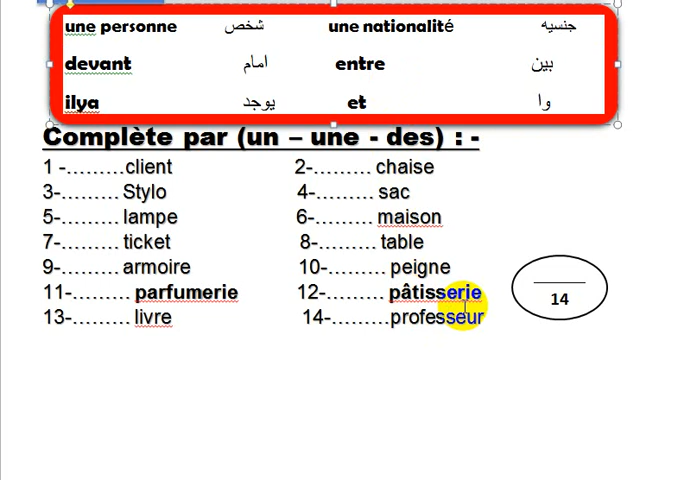 une personne شخص une nationalité جنسيه
devant امام entre بين
ilya يوجد et وا
Complète par (un – une - des) : -
1 -.........client 2-......... chaise
3-......... Stylo 4-......... sac
5-......... lampe 6-......... maison
7-......... ticket 8-......... table
9-......... armoire 10-......... peigne
11-......... parfumerie 12-......... pâtisserie
13-......... livre 14-.........professeur
14